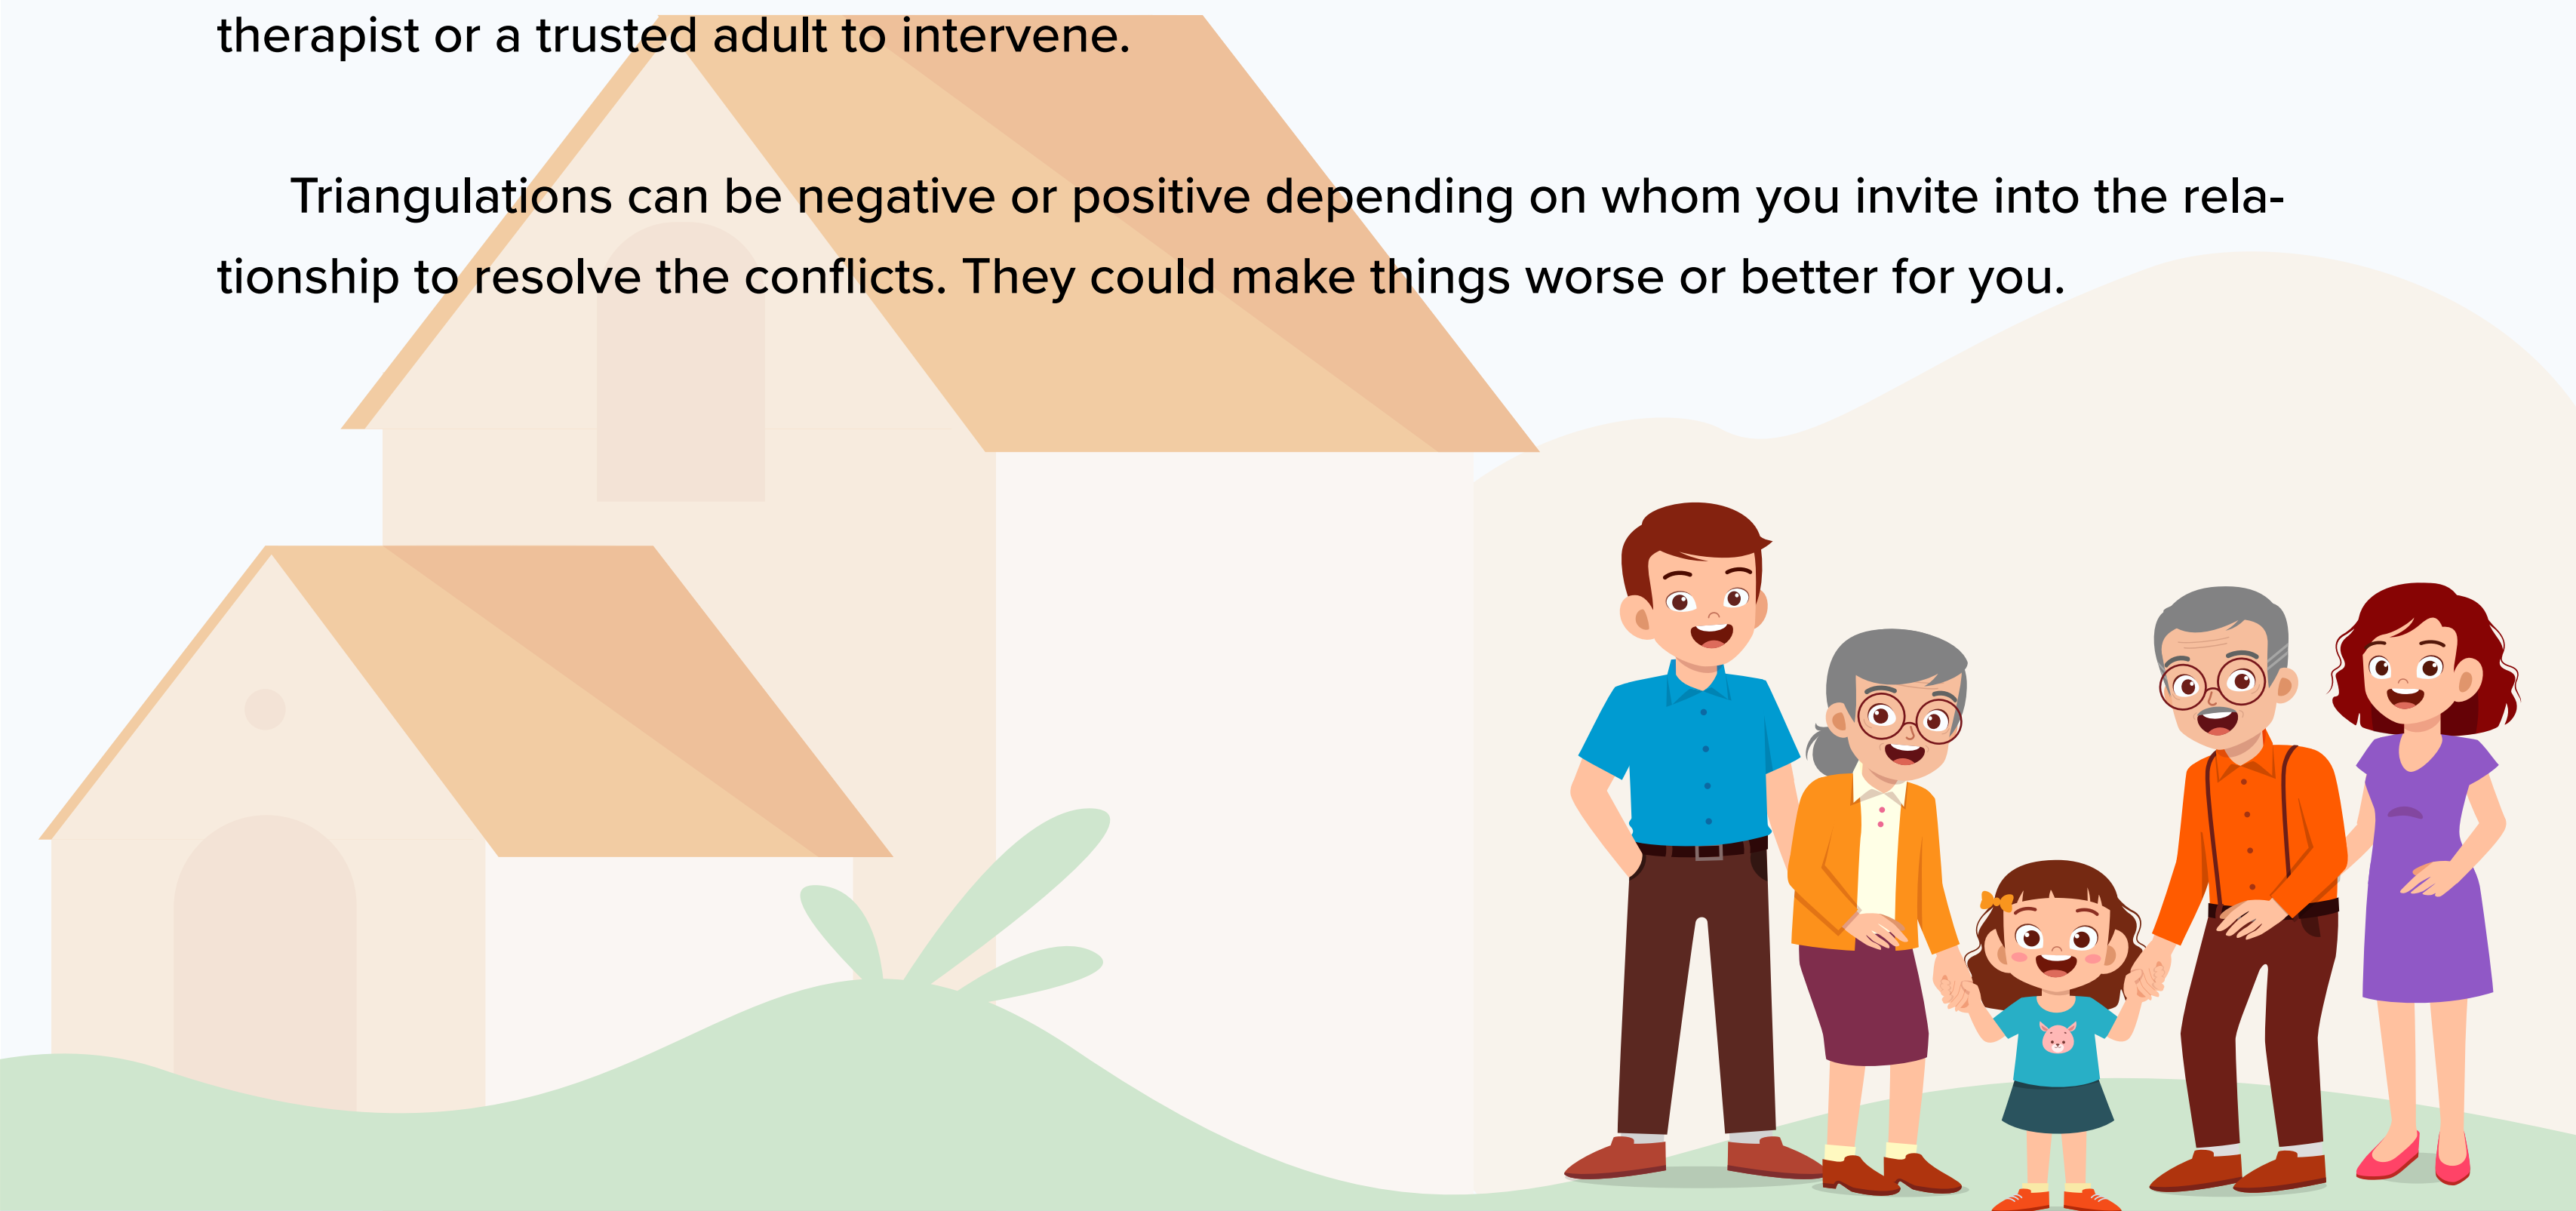 therapist or a trusted adult to intervene.
Triangulations can be negative or positive depending on whom you invite into the rela-
tionship to resolve the conflicts. They could make things worse or better for you.